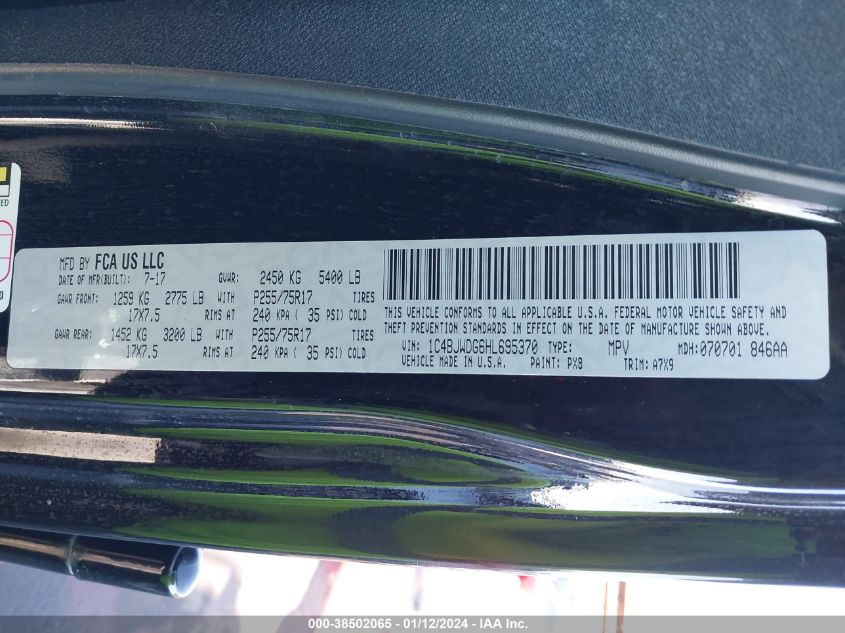 MFD BY FCA US LLC
DATE OF MFR(BUILT): 7-17 GVWR: 2450 KG 5400 LB
GAWR FRONT: 1259 KG 2775 LB WITH P255/75R17 TIRES
17X7.5 RIMS AT 240 KPA ( 35 PSI) COLD
GAWR REAR: 1452 KG 3200 LB WITH P255/75R17 TIRES
17X7.5 RIMS AT 240 KPA ( 35 PSI) COLD
THIS VEHICLE CONFORMS TO ALL APPLICABLE U.S.A. FEDERAL MOTOR VEHICLE SAFETY AND
THEFT PREVENTION STANDARDS IN EFFECT ON THE DATE OF MANUFACTURE SHOWN ABOVE.
VIN: 1C4BJWDG6HL695370 TYPE: MPV MDH: 070701 846AA
VEHICLE MADE IN U.S.A. PAINT: PX8 TRIM: A7X9
000-38502065 - 01/12/2024 - IAA Inc.